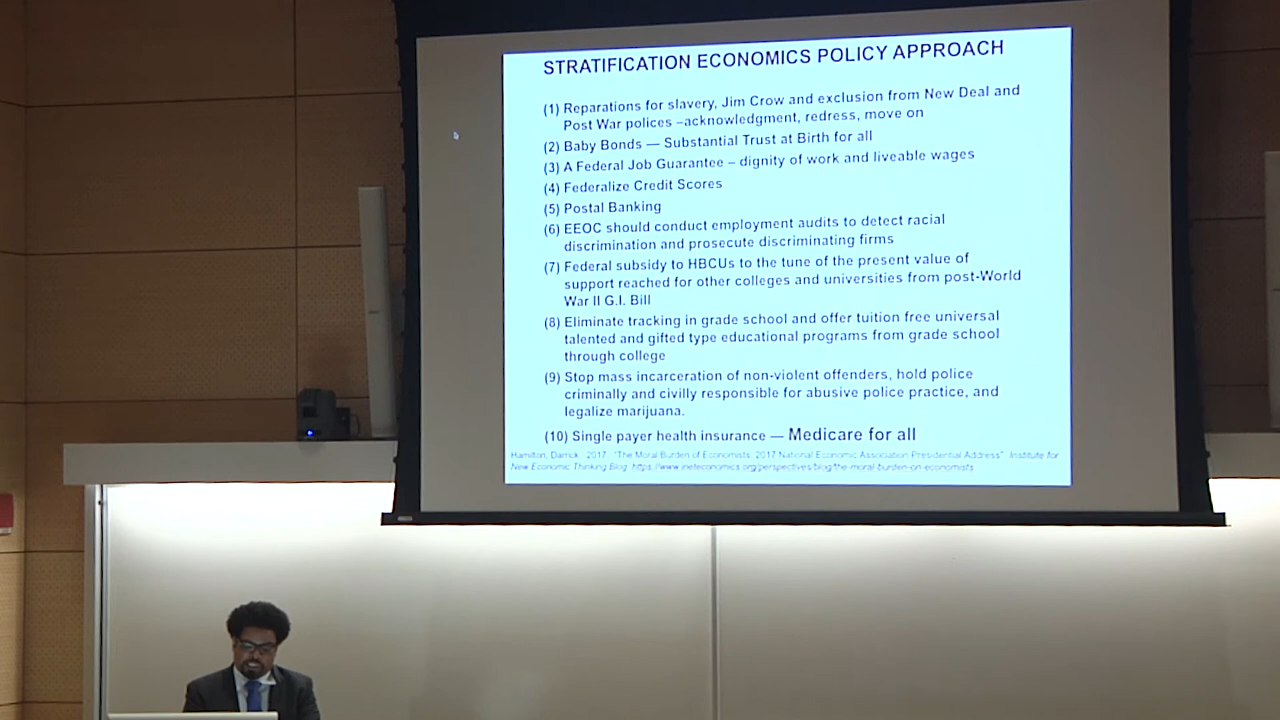 STRATIFICATION ECONOMICS POLICY APPROACH
(1) Reparations for slavery, Jim Crow and exclusion from New Deal and
Post War polices –acknowledgment, redress, move on
(2) Baby Bonds — Substantial Trust at Birth for all
(3) A Federal Job Guarantee – dignity of work and liveable wages
(4) Federalize Credit Scores
(5) Postal Banking
(6) EEOC should conduct employment audits to detect racial
discrimination and prosecute discriminating firms
(7) Federal subsidy to HBCUs to the tune of the present value of
support reached for other colleges and universities from post-World
War II G.I. Bill
(8) Eliminate tracking in grade school and offer tuition free universal
talented and gifted type educational programs from grade school
through college
(9) Stop mass incarceration of non-violent offenders, hold police
criminally and civilly responsible for abusive police practice, and
legalize marijuana.
(10) Single payer health insurance — Medicare for all
Hamilton, Darrick. 2017. "The Moral Burden of Economists: 2017 National Economic Association Presidential Address" Institute for
New Economic Thinking Blog. https://www.ineteconomics.org/perspectives/blog/the-moral-burden-on-economists